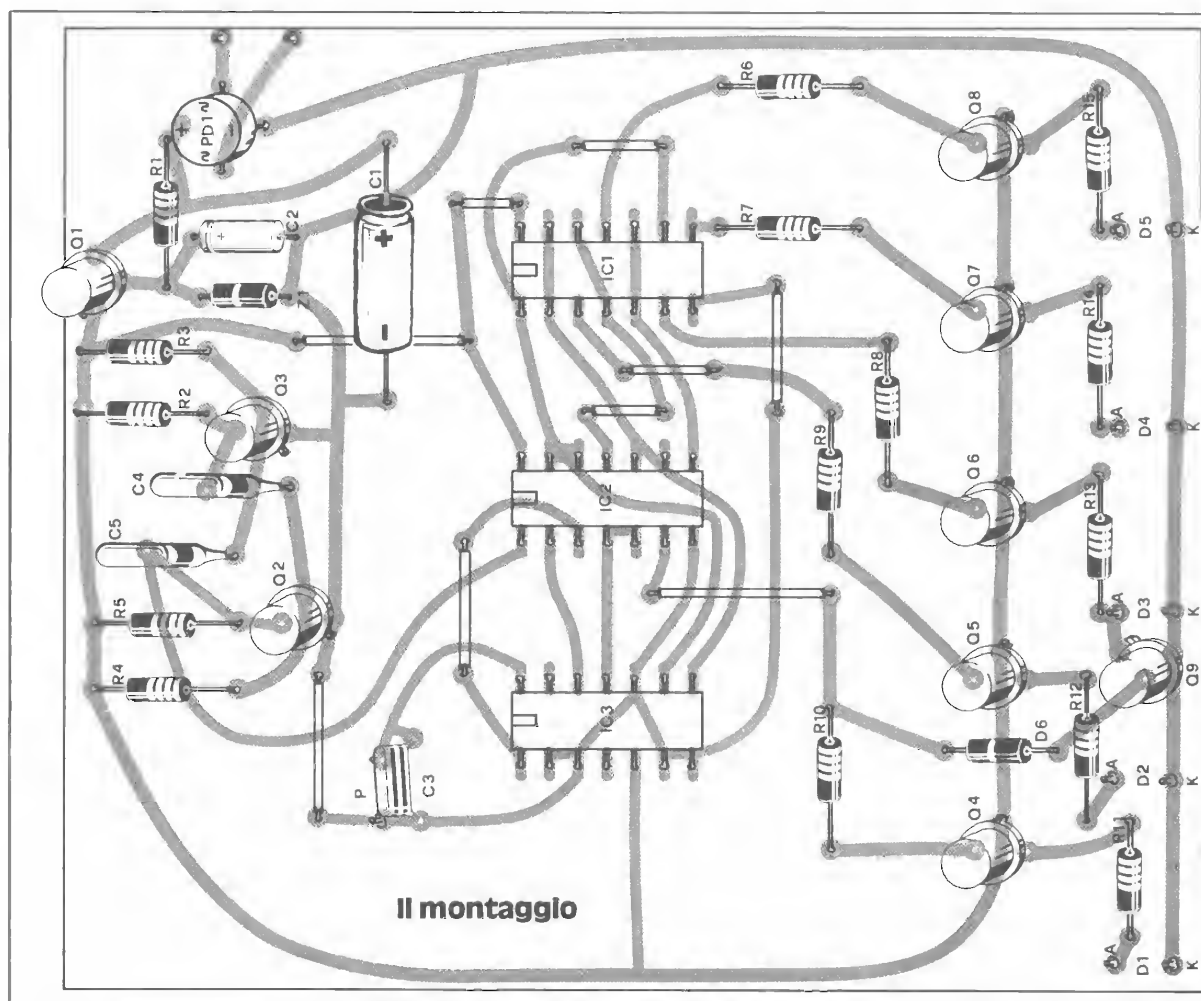 R6
Q8
R15
~
+
PD1
-
~
R1
C1
C2
+
+
-
Q1
R7
A
D5
K
IC1
Q7
R14
R3
R2
Q3
R8
A
D4
K
R9
C4
IC2
Q6
R13
C5
Q2
R5
A
D3
K
R4
Q5
Q9
IC3
R12
R10
D6
A
D2
K
P
C3
Q4
R11
Il montaggio
A
D1
K